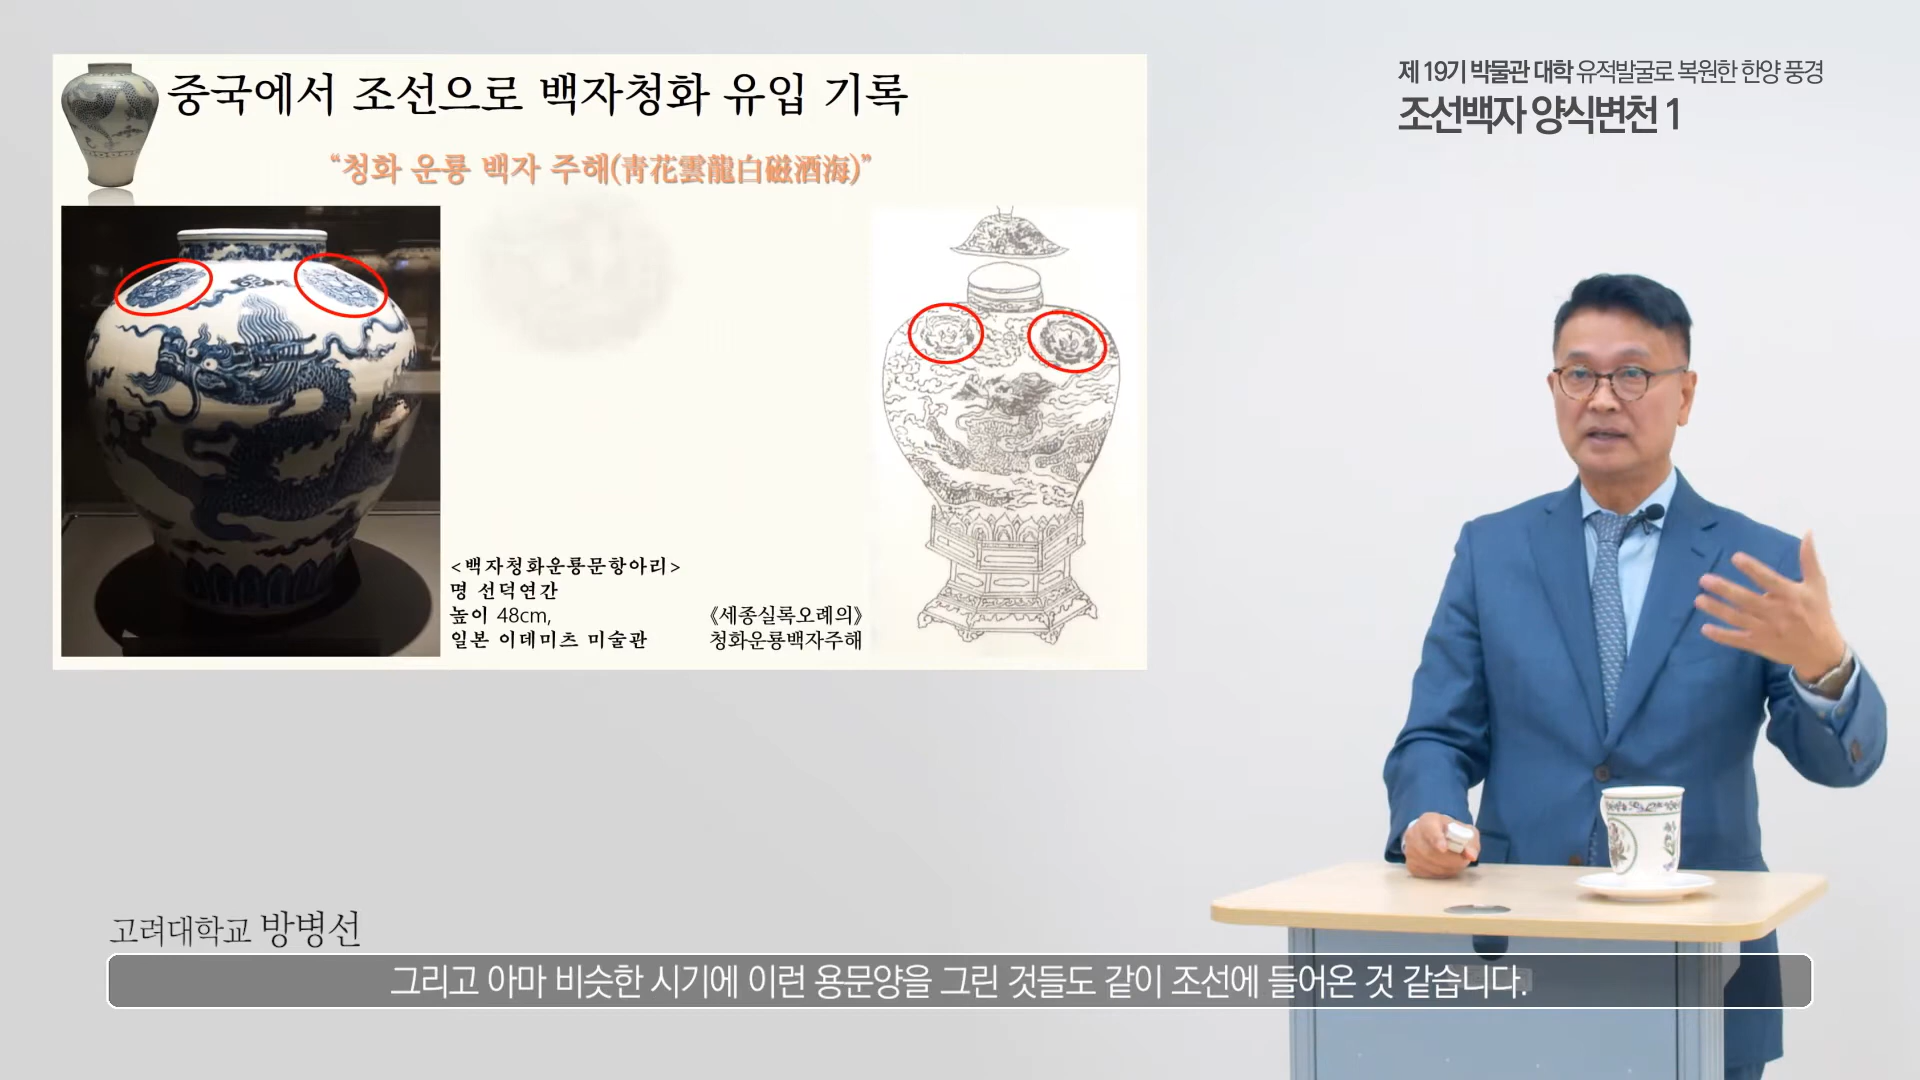 중국에서 조선으로 백자청화 유입 기록
“청화 운룡 백자 주해(靑花雲龍白磁酒海)”
<백자청화운룡문항아리>
명 선덕연간
높이 48cm,
일본 이데미츠 미술관
《세종실록오례의》
청화운룡백자주해
제 19기 박물관 대학 유적발굴로 복원한 한양 풍경
조선백자 양식변천 1
고려대학교 방병선
그리고 아마 비슷한 시기에 이런 용문양을 그린 것들도 같이 조선에 들어온 것 같습니다.